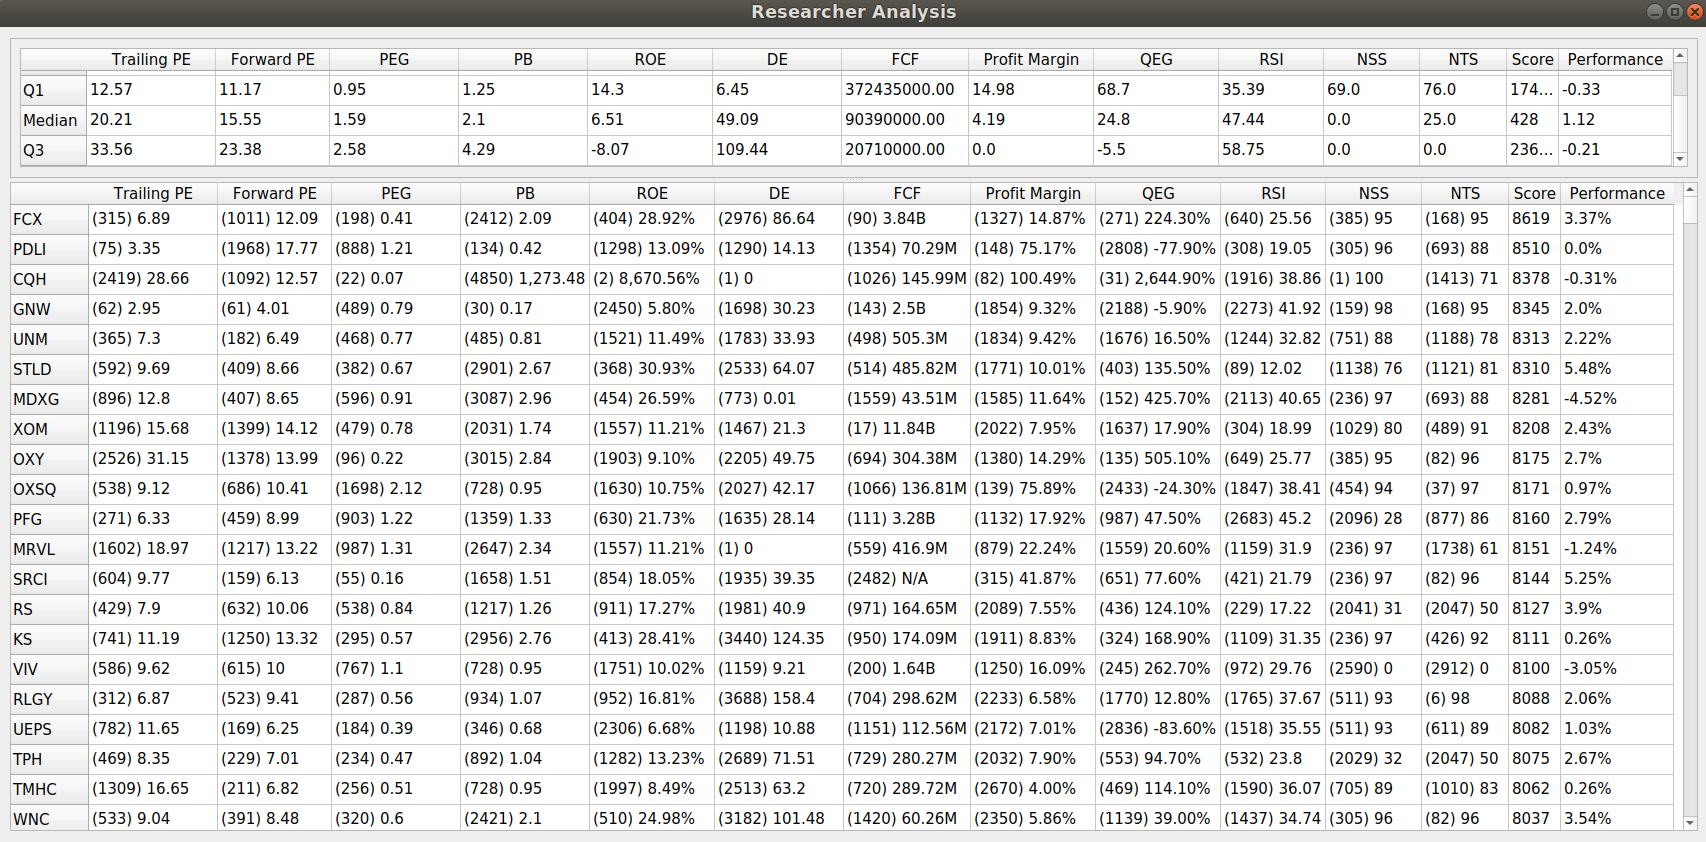 Researcher Analysis
Trailing PE Forward PE PEG PB ROE DE FCF Profit Margin QEG RSI NSS NTS Score Performance
Q1 12.57 11.17 0.95 1.25 14.3 6.45 372435000.00 14.98 68.7 35.39 69.0 76.0 174... -0.33
Median 20.21 15.55 1.59 2.1 6.51 49.09 90390000.00 4.19 24.8 47.44 0.0 25.0 428 1.12
Q3 33.56 23.38 2.58 4.29 -8.07 109.44 20710000.00 0.0 -5.5 58.75 0.0 0.0 236... -0.21
Trailing PE Forward PE PEG PB ROE DE FCF Profit Margin QEG RSI NSS NTS Score Performance
FCX (315) 6.89 (1011) 12.09 (198) 0.41 (2412) 2.09 (404) 28.92% (2976) 86.64 (90) 3.84B (1327) 14.87% (271) 224.30% (640) 25.56 (385) 95 (168) 95 8619 3.37%
PDLI (75) 3.35 (1968) 17.77 (888) 1.21 (134) 0.42 (1298) 13.09% (1290) 14.13 (1354) 70.29M (148) 75.17% (2808) -77.90% (308) 19.05 (305) 96 (693) 88 8510 0.0%
CQH (2419) 28.66 (1092) 12.57 (22) 0.07 (4850) 1,273.48 (2) 8,670.56% (1) 0 (1026) 145.99M (82) 100.49% (31) 2,644.90% (1916) 38.86 (1) 100 (1413) 71 8378 -0.31%
GNW (62) 2.95 (61) 4.01 (489) 0.79 (30) 0.17 (2450) 5.80% (1698) 30.23 (143) 2.5B (1854) 9.32% (2188) -5.90% (2273) 41.92 (159) 98 (168) 95 8345 2.0%
UNM (365) 7.3 (182) 6.49 (468) 0.77 (485) 0.81 (1521) 11.49% (1783) 33.93 (498) 505.3M (1834) 9.42% (1676) 16.50% (1244) 32.82 (751) 88 (1188) 78 8313 2.22%
STLD (592) 9.69 (409) 8.66 (382) 0.67 (2901) 2.67 (368) 30.93% (2533) 64.07 (514) 485.82M (1771) 10.01% (403) 135.50% (89) 12.02 (1138) 76 (1121) 81 8310 5.48%
MDXG (896) 12.8 (407) 8.65 (596) 0.91 (3087) 2.96 (454) 26.59% (773) 0.01 (1559) 43.51M (1585) 11.64% (152) 425.70% (2113) 40.65 (236) 97 (693) 88 8281 -4.52%
XOM (1196) 15.68 (1399) 14.12 (479) 0.78 (2031) 1.74 (1557) 11.21% (1467) 21.3 (17) 11.84B (2022) 7.95% (1637) 17.90% (304) 18.99 (1029) 80 (489) 91 8208 2.43%
OXY (2526) 31.15 (1378) 13.99 (96) 0.22 (3015) 2.84 (1903) 9.10% (2205) 49.75 (694) 304.38M (1380) 14.29% (135) 505.10% (649) 25.77 (385) 95 (82) 96 8175 2.7%
OXSQ (538) 9.12 (686) 10.41 (1698) 2.12 (728) 0.95 (1630) 10.75% (2027) 42.17 (1066) 136.81M (139) 75.89% (2433) -24.30% (1847) 38.41 (454) 94 (37) 97 8171 0.97%
PFG (271) 6.33 (459) 8.99 (903) 1.22 (1359) 1.33 (630) 21.73% (1635) 28.14 (111) 3.28B (1132) 17.92% (987) 47.50% (2683) 45.2 (2096) 28 (877) 86 8160 2.79%
MRVL (1602) 18.97 (1217) 13.22 (987) 1.31 (2647) 2.34 (1557) 11.21% (1) 0 (559) 416.9M (879) 22.24% (1559) 20.60% (1159) 31.9 (236) 97 (1738) 61 8151 -1.24%
SRCI (604) 9.77 (159) 6.13 (55) 0.16 (1658) 1.51 (854) 18.05% (1935) 39.35 (2482) N/A (315) 41.87% (651) 77.60% (421) 21.79 (236) 97 (82) 96 8144 5.25%
RS (429) 7.9 (632) 10.06 (538) 0.84 (1217) 1.26 (911) 17.27% (1981) 40.9 (971) 164.65M (2089) 7.55% (436) 124.10% (229) 17.22 (2041) 31 (2047) 50 8127 3.9%
KS (741) 11.19 (1250) 13.32 (295) 0.57 (2956) 2.76 (413) 28.41% (3440) 124.35 (950) 174.09M (1911) 8.83% (324) 168.90% (1109) 31.35 (236) 97 (426) 92 8111 0.26%
VIV (586) 9.62 (615) 10 (767) 1.1 (728) 0.95 (1751) 10.02% (1159) 9.21 (200) 1.64B (1250) 16.09% (245) 262.70% (972) 29.76 (2590) 0 (2912) 0 8100 -3.05%
RLGY (312) 6.87 (523) 9.41 (287) 0.56 (934) 1.07 (952) 16.81% (3688) 158.4 (704) 298.62M (2233) 6.58% (1770) 12.80% (1765) 37.67 (511) 93 (6) 98 8088 2.06%
UEPS (782) 11.65 (169) 6.25 (184) 0.39 (346) 0.68 (2306) 6.68% (1198) 10.88 (1151) 112.56M (2172) 7.01% (2836) -83.60% (1518) 35.55 (511) 93 (611) 89 8082 1.03%
TPH (469) 8.35 (229) 7.01 (234) 0.47 (892) 1.04 (1282) 13.23% (2689) 71.51 (729) 280.27M (2032) 7.90% (553) 94.70% (532) 23.8 (2029) 32 (2047) 50 8075 2.67%
TMHC (1309) 16.65 (211) 6.82 (256) 0.51 (728) 0.95 (1997) 8.49% (2513) 63.2 (720) 289.72M (2670) 4.00% (469) 114.10% (1590) 36.07 (705) 89 (1010) 83 8062 0.26%
WNC (533) 9.04 (391) 8.48 (320) 0.6 (2421) 2.1 (510) 24.98% (3182) 101.48 (1420) 60.26M (2350) 5.86% (1139) 39.00% (1437) 34.74 (305) 96 (82) 96 8037 3.54%